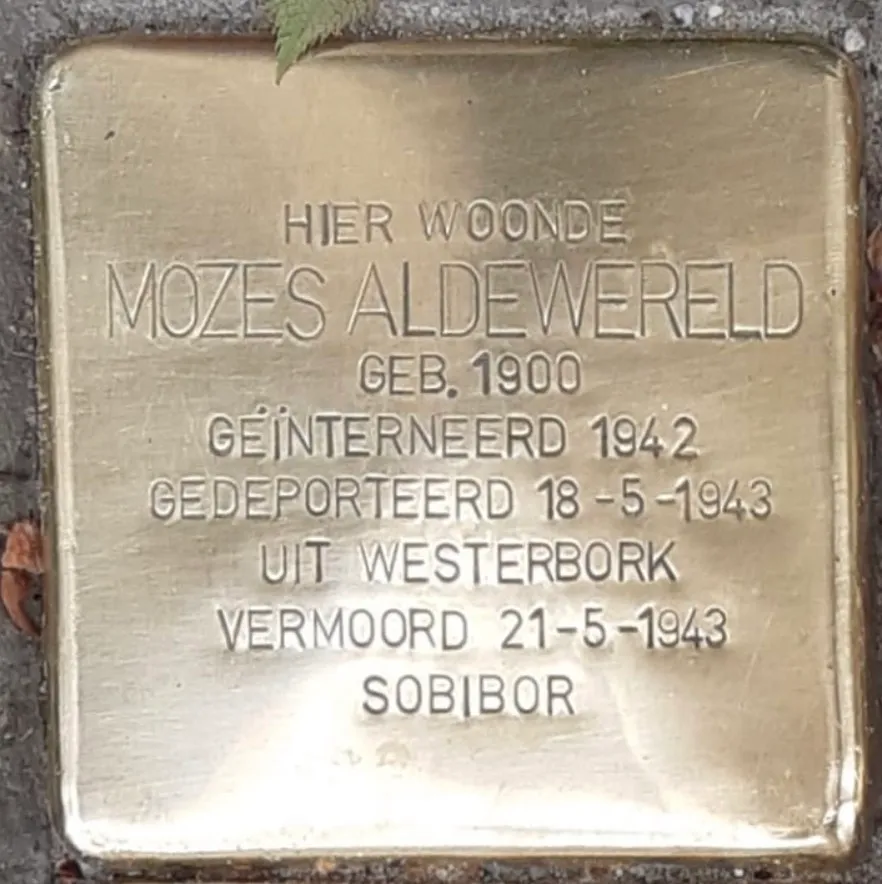 HIER WOONDE
MOZES ALDEWERELD
GEB. 1900
GEÏNTERNEERD 1942
GEDEPORTEERD 18-5-1943
UIT WESTERBORK
VERMOORD 21-5-1943
SOBIBOR